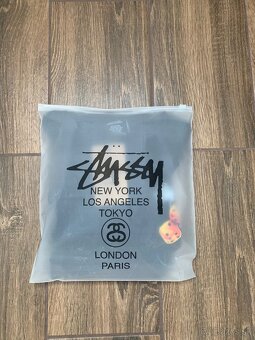 Stüssy
NEW YORK
LOS ANGELES
TOKYO
LONDON
PARIS